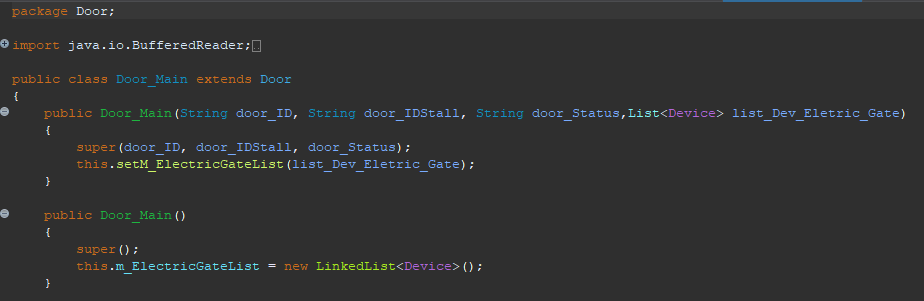 package Door;
import java.io.BufferedReader;
public class Door_Main extends Door
{
public Door_Main(String door_ID, String door_IDStall, String door_Status,List<Device> list_Dev_Eletric_Gate)
{
super(door_ID, door_IDStall, door_Status);
this.setM_ElectricGateList(list_Dev_Eletric_Gate);
}
public Door_Main()
{
super();
this.m_ElectricGateList = new LinkedList<Device>();
}